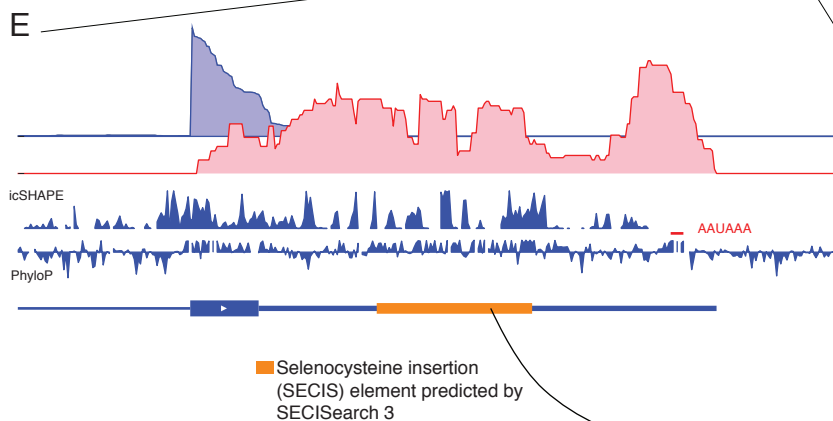 E
icSHAPE
AAUAAA
PhyloP
Selenocysteine insertion
(SECIS) element predicted by
SECISearch 3